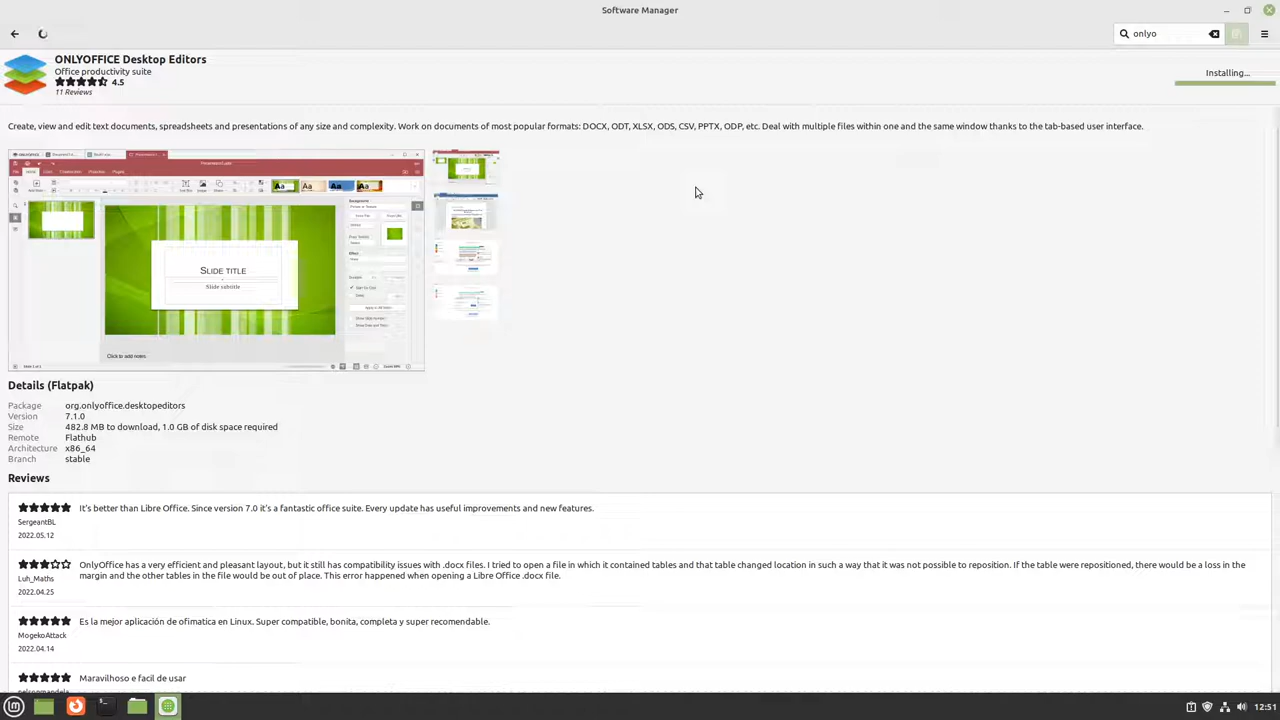 Software Manager
onlyo
ONLYOFFICE Desktop Editors
Office productivity suite
4.5
11 Reviews
Installing...
Create, view and edit text documents, spreadsheets and presentations of any size and complexity. Work on documents of most popular formats: DOCX, ODT, XLSX, ODS, CSV, PPTX, ODP, etc. Deal with multiple files within one and the same window thanks to the tab-based user interface.
Aa Aa Aa Aa
Background
SLIDE TITLE
Slide subtitle
Click to add notes.
Details (Flatpak)
Package org.onlyoffice.desktopeditors
Version 7.1.0
Size 482.8 MB to download, 1.0 GB of disk space required
Remote Flathub
Architecture x86_64
Branch stable
Reviews
It's better than Libre Office. Since version 7.0 it's a fantastic office suite. Every update has useful improvements and new features.
SergeantBL
2022.05.12
OnlyOffice has a very efficient and pleasant layout, but it still has compatibility issues with .docx files. I tried to open a file in which it contained tables and that table changed location in such a way that it was not possible to reposition. If the table were repositioned, there would be a loss in the
margin and the other tables in the file would be out of place. This error happened when opening a Libre Office .docx file.
Luh_Maths
2022.04.25
Es la mejor aplicación de ofimatica en Linux. Super compatible, bonita, completa y super recomendable.
MogekoAttack
2022.04.14
Maravilhoso e facil de usar
12:51